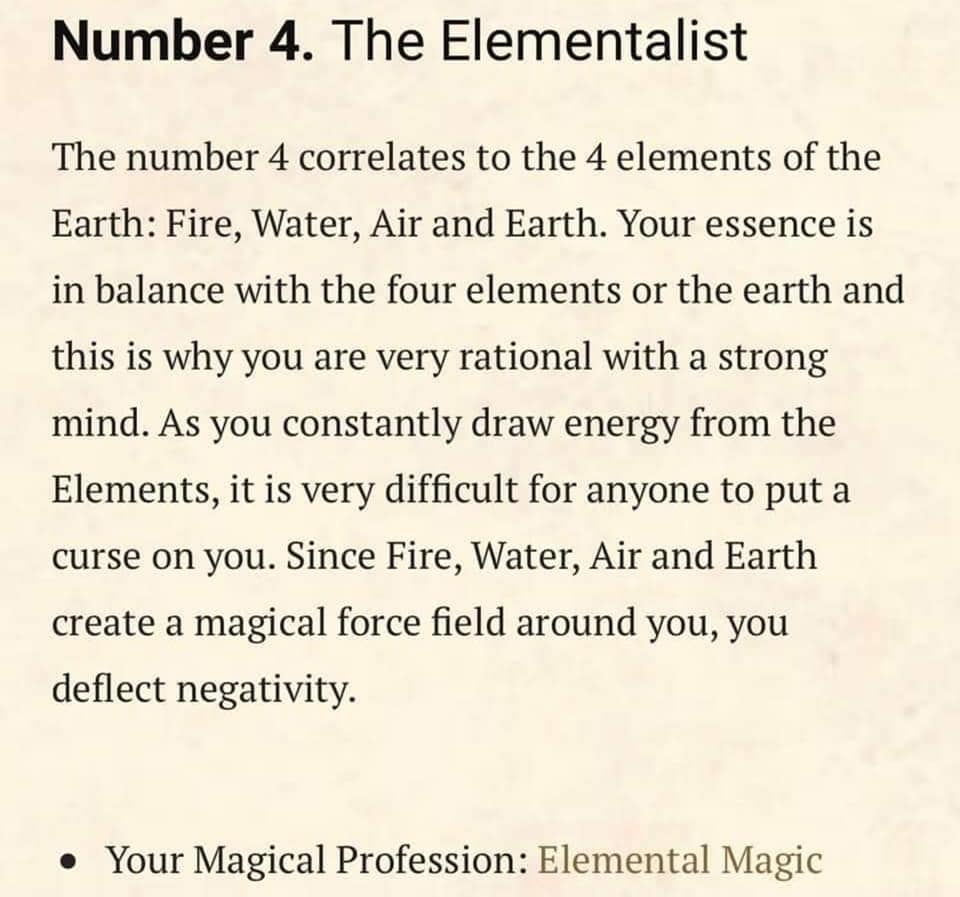 Number 4. The Elementalist
The number 4 correlates to the 4 elements of the
Earth: Fire, Water, Air and Earth. Your essence is
in balance with the four elements or the earth and
this is why you are very rational with a strong
mind. As you constantly draw energy from the
Elements, it is very difficult for anyone to put a
curse on you. Since Fire, Water, Air and Earth
create a magical force field around you, you
deflect negativity.
• Your Magical Profession: Elemental Magic